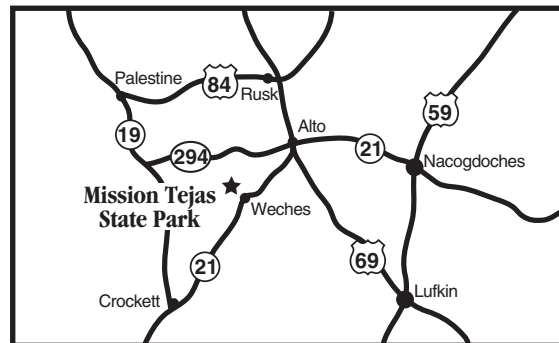 Palestine
84
Rusk
59
19
Alto
294
21
Nacogdoches
Mission Tejas
State Park
Weches
21
69
Crockett
Lufkin